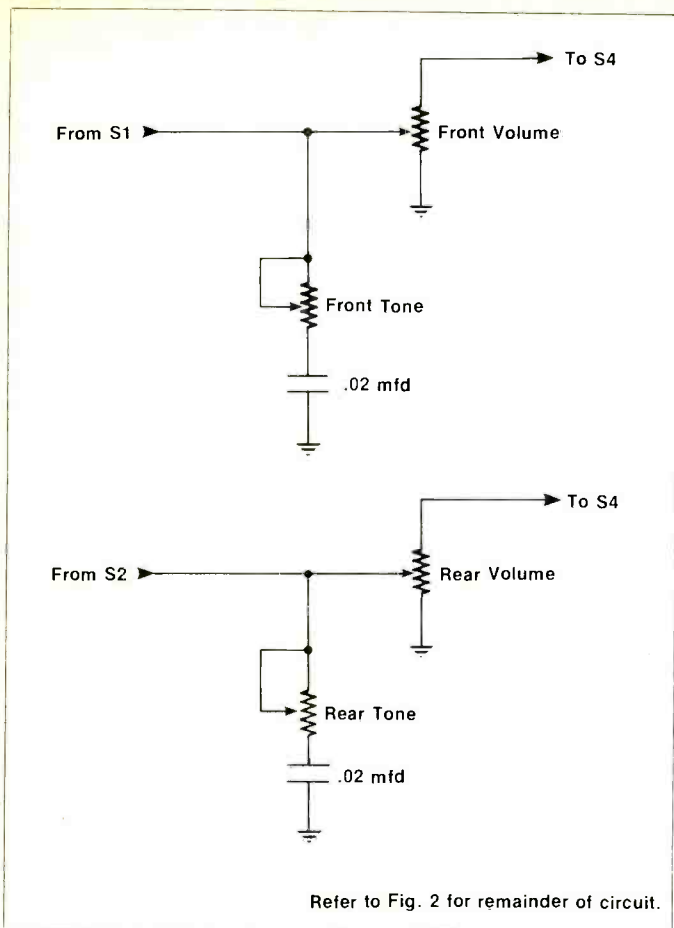 To S4
From S1
Front Volume
Front Tone
.02 mfd
To S4
From S2
Rear Volume
Rear Tone
.02 mfd
Refer to Fig. 2 for remainder of circuit.